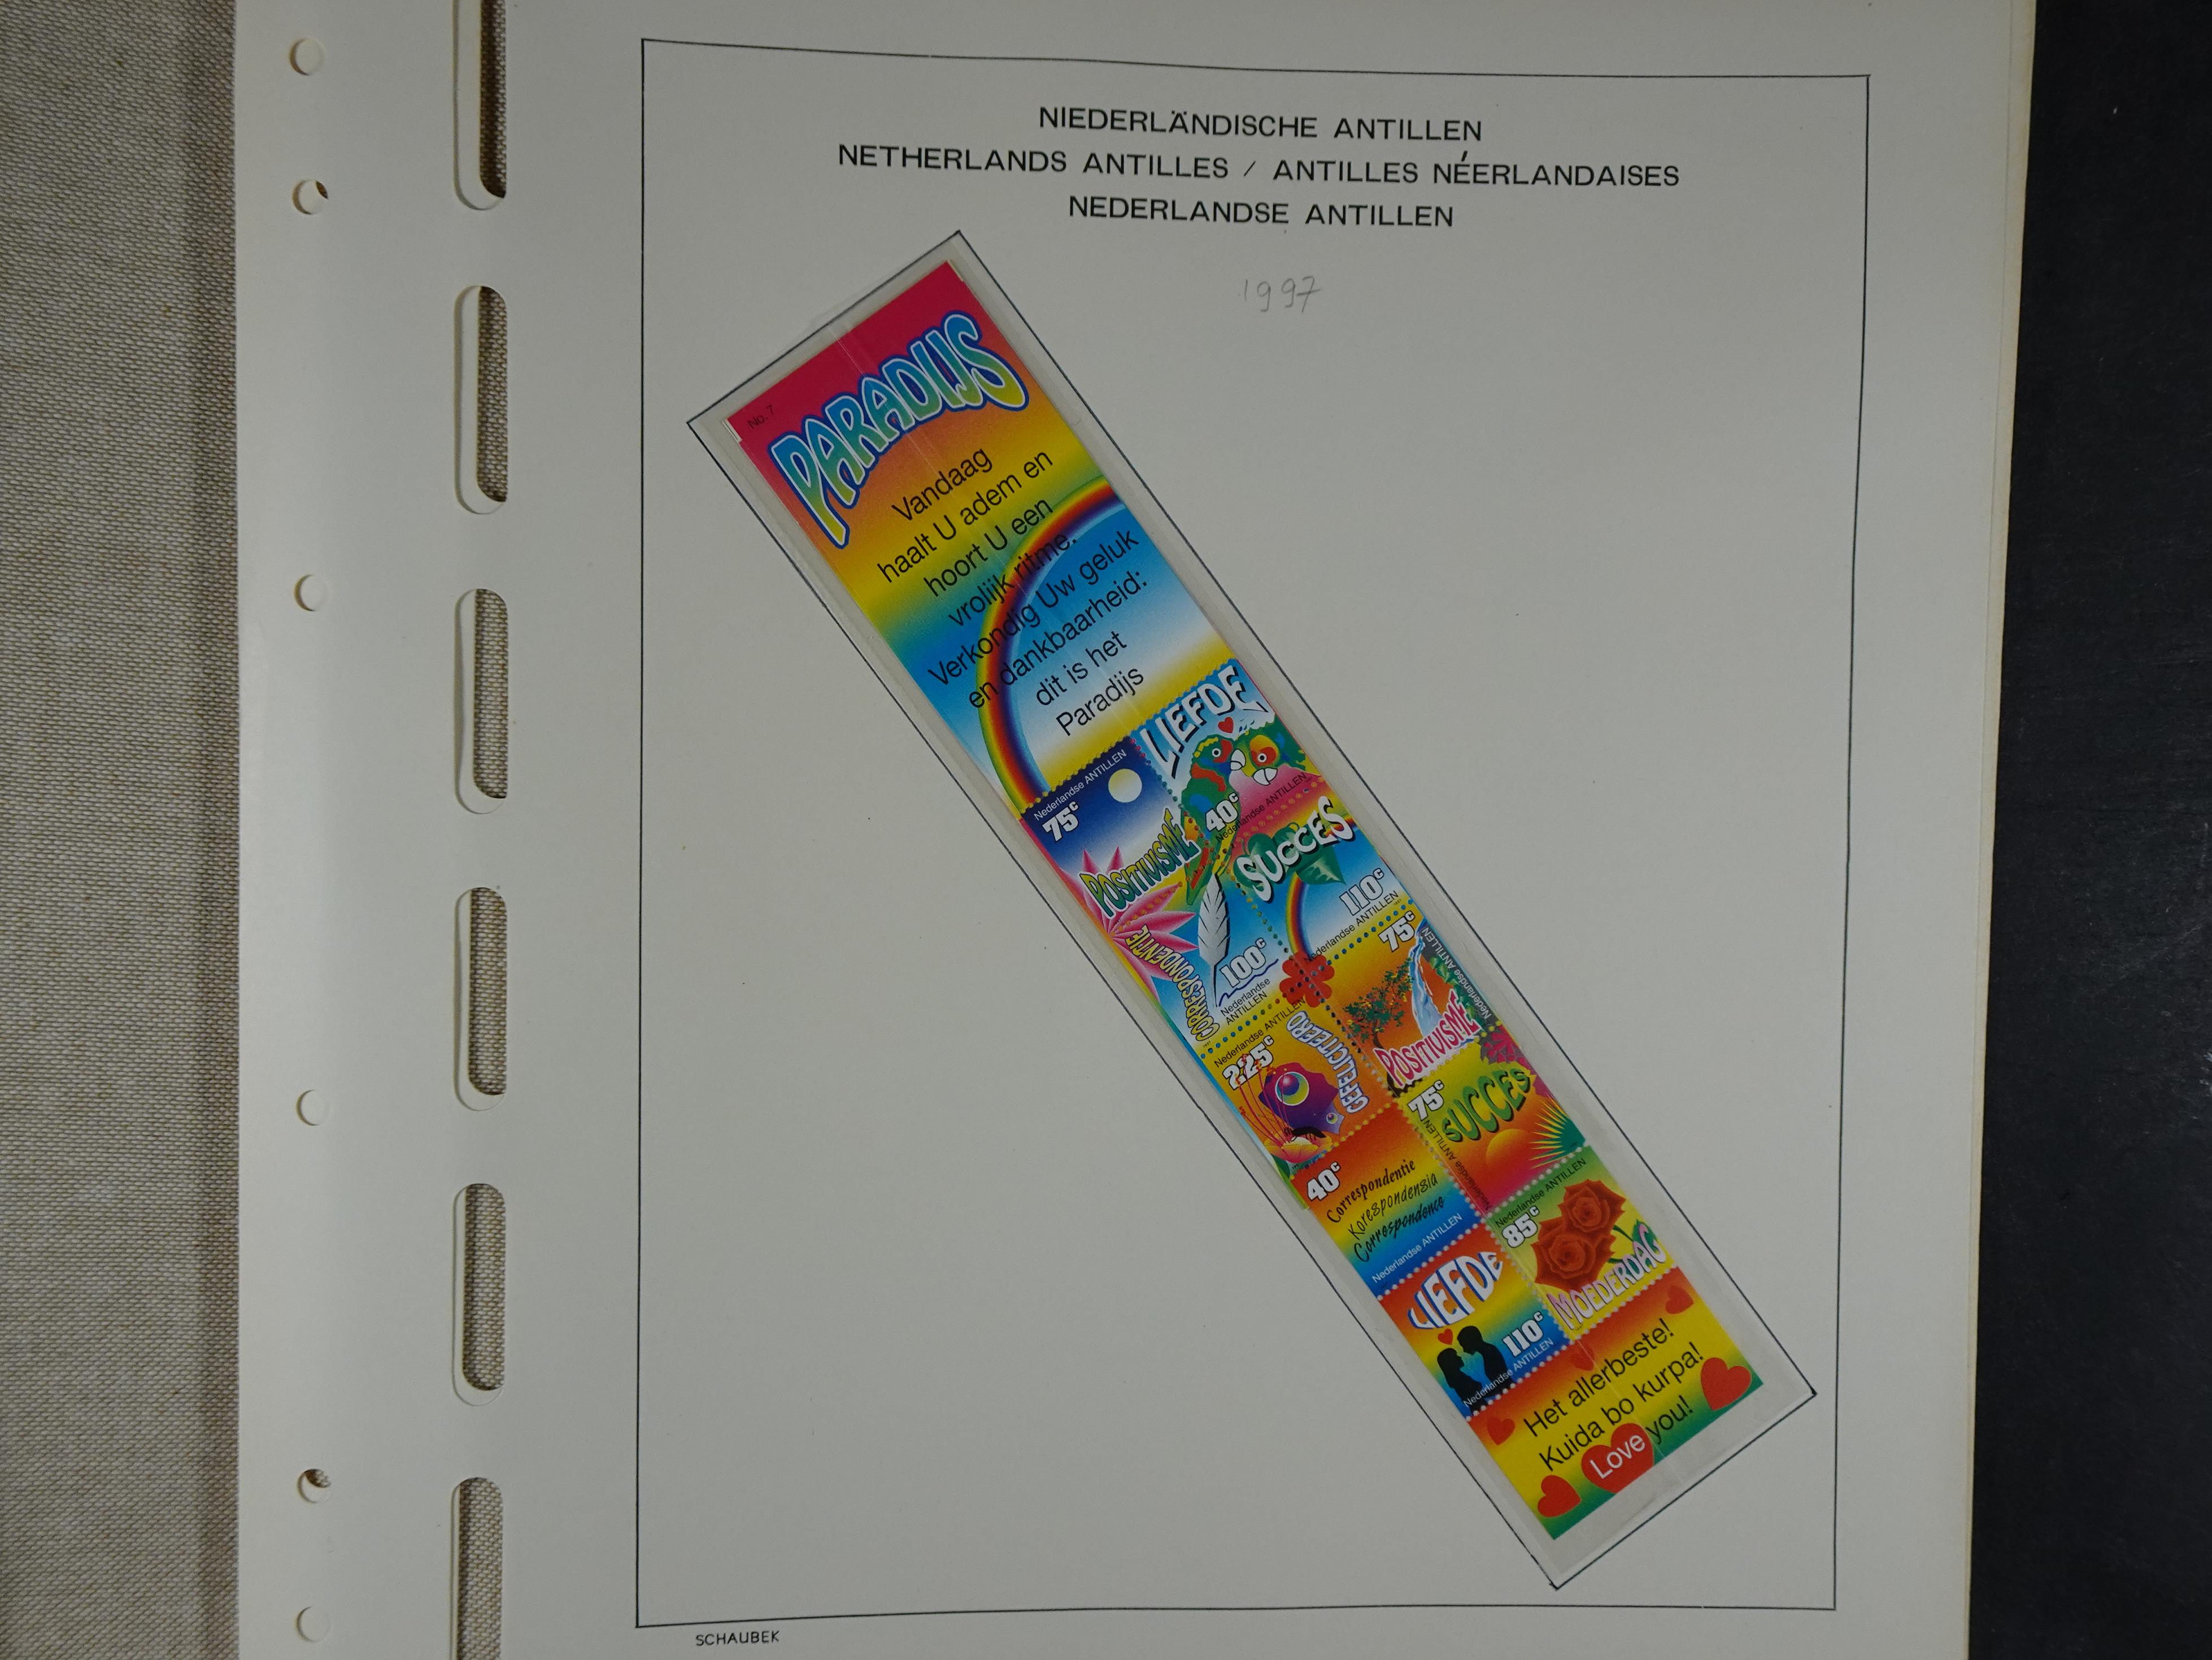 NIEDERLÄNDISCHE ANTILLEN
NETHERLANDS ANTILLES / ANTILLES NÉERLANDAISES
NEDERLANDSE ANTILLEN
1997
No. 7
PARADIJS
Vandaag
haalt U adem en
hoort U een
vrolijk ritme.
Verkondig Uw geluk
en dankbaarheid:
dit is het
Paradijs
LIEFDE
40c
Nederlandse ANTILLEN
Nederlandse ANTILLEN
75c
POSITIVISME
SUCCES
110c
Nederlandse ANTILLEN
CORRESPONDENTIE
100c
Nederlandse
ANTILLEN
75c
Nederlandse ANTILLEN
POSITIVISME
Nederlandse ANTILLEN
225c
GEFELICITEERD
75c
SUCCES
Nederlandse ANTILLEN
40c
Correspondentie
Korespondensia
Correspondence
Nederlandse ANTILLEN
Nederlandse ANTILLEN
85c
MOEDERDAG
LIEFDE
110c
Nederlandse ANTILLEN
Het allerbeste!
Kuida bo kurpa!
Love you!
SCHAUBEK